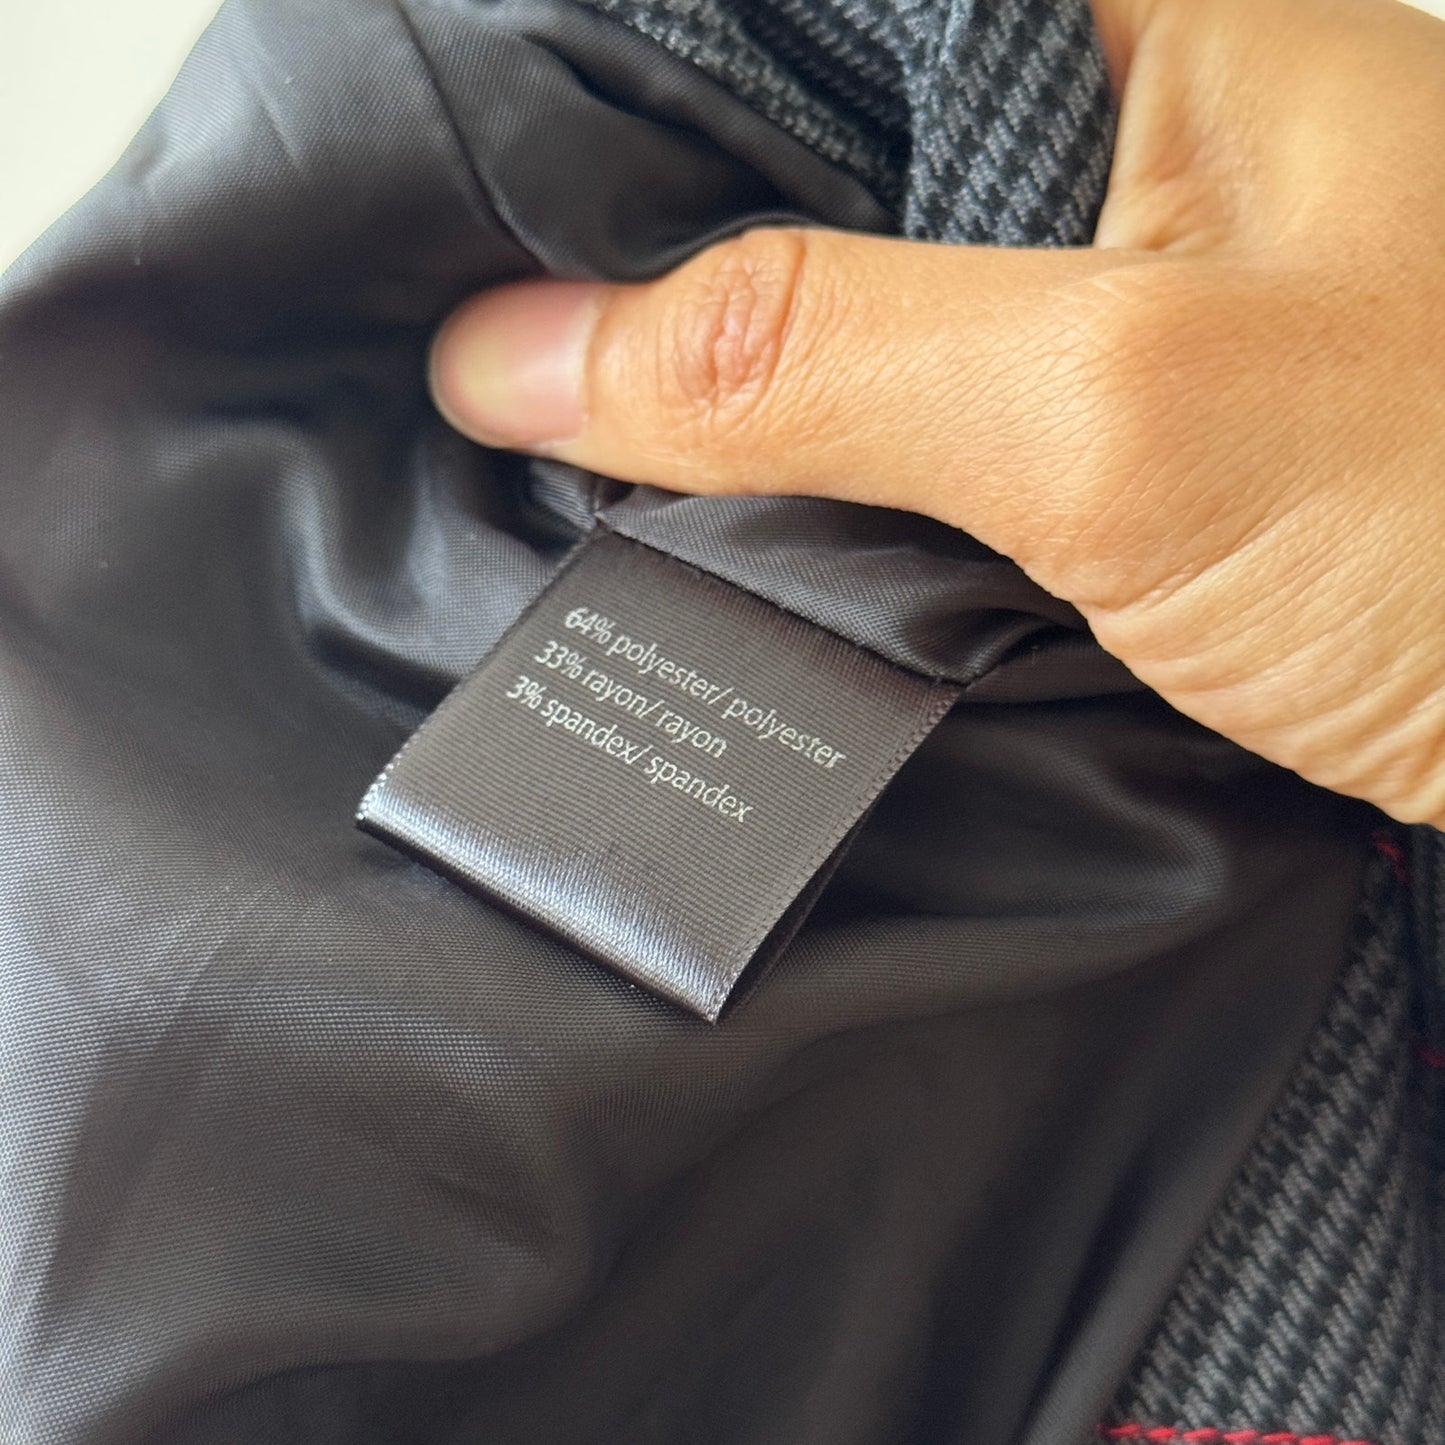 64% polyester/ polyester
33% rayon/ rayon
3% spandex/ spandex